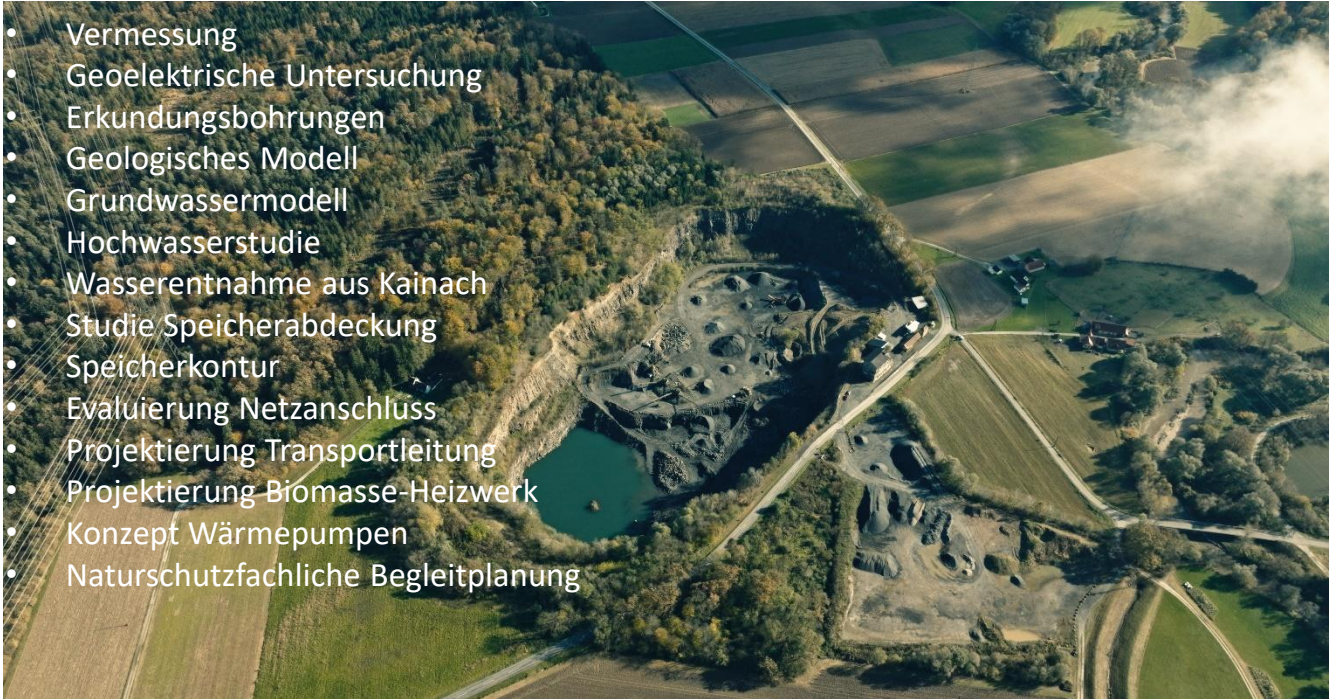 • Vermessung
• Geoelektrische Untersuchung
• Erkundungsbohrungen
• Geologisches Modell
• Grundwassermodell
• Hochwasserstudie
• Wasserentnahme aus Kainach
• Studie Speicherabdeckung
• Speicherkontur
• Evaluierung Netzanschluss
• Projektierung Transportleitung
• Projektierung Biomasse-Heizwerk
• Konzept Wärmepumpen
• Naturschutzfachliche Begleitplanung